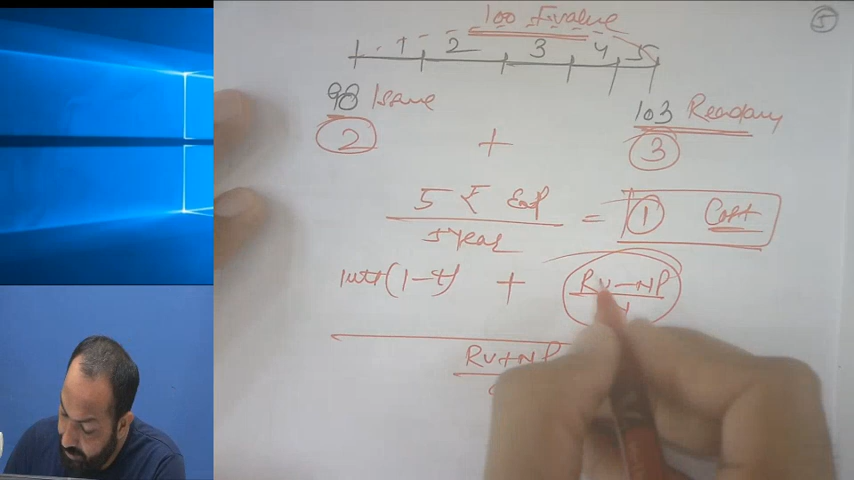 100 F.value
5
1 2 3 4 5
98 Issue
103
2 + 3
5 ₹ Exp
5 year
= 1 Cost
Int(1-t) + RV-NP
N
RV+NP